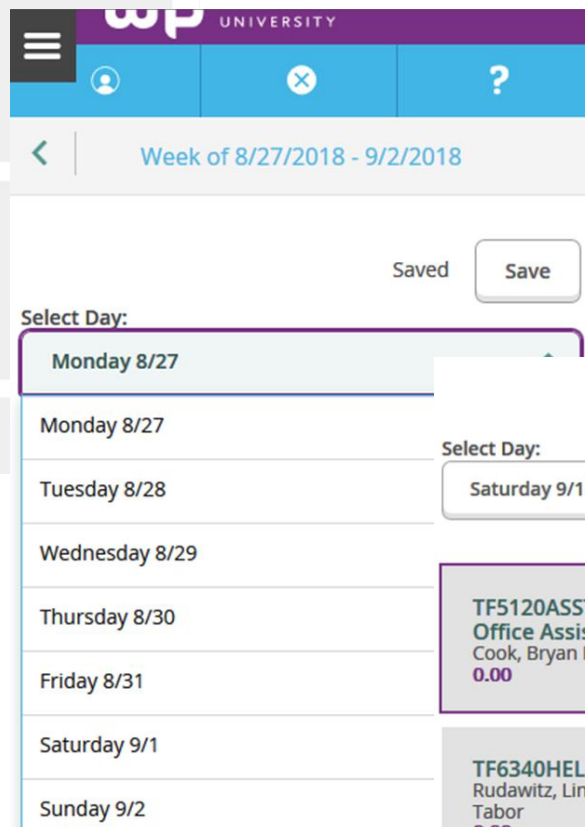 wp UNIVERSITY
?
Week of 8/27/2018 - 9/2/2018
Saved
Save
Select Day:
Monday 8/27
Monday 8/27
Tuesday 8/28
Wednesday 8/29
Thursday 8/30
Friday 8/31
Saturday 9/1
Sunday 9/2
Select Day:
Saturday 9/1
Cook, Bryan
0.00
Tabor